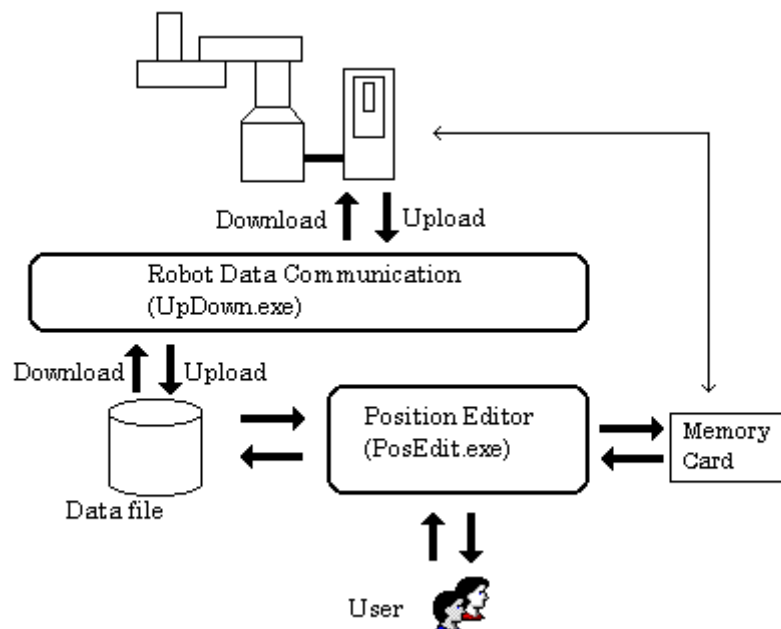 Download
Upload
Robot Data Communication
(UpDown.exe)
Download
Upload
Position Editor
(PosEdit.exe)
Memory
Card
Data file
User